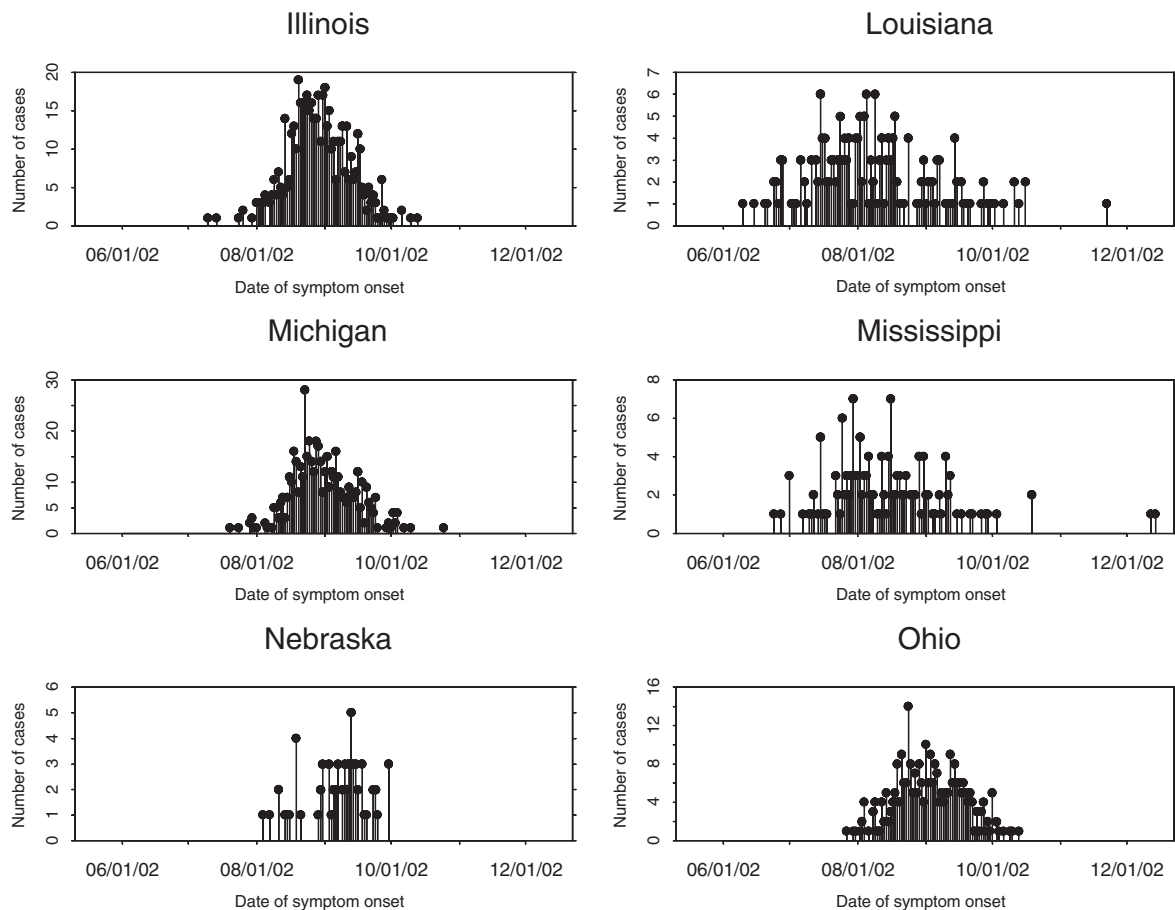 Illinois
Number of cases
20
15
10
5
0
06/01/02 08/01/02 10/01/02 12/01/02
Date of symptom onset
Louisiana
Number of cases
7
6
5
4
3
2
1
0
06/01/02 08/01/02 10/01/02 12/01/02
Date of symptom onset
Michigan
Number of cases
30
20
10
5
0
06/01/02 08/01/02 10/01/02 12/01/02
Date of symptom onset
Mississippi
Number of cases
8
6
4
2
0
06/01/02 08/01/02 10/01/02 12/01/02
Date of symptom onset
Nebraska
Number of cases
6
5
4
3
2
1
0
06/01/02 08/01/02 10/01/02 12/01/02
Date of symptom onset
Ohio
Number of cases
16
12
8
4
0
06/01/02 08/01/02 10/01/02 12/01/02
Date of symptom onset